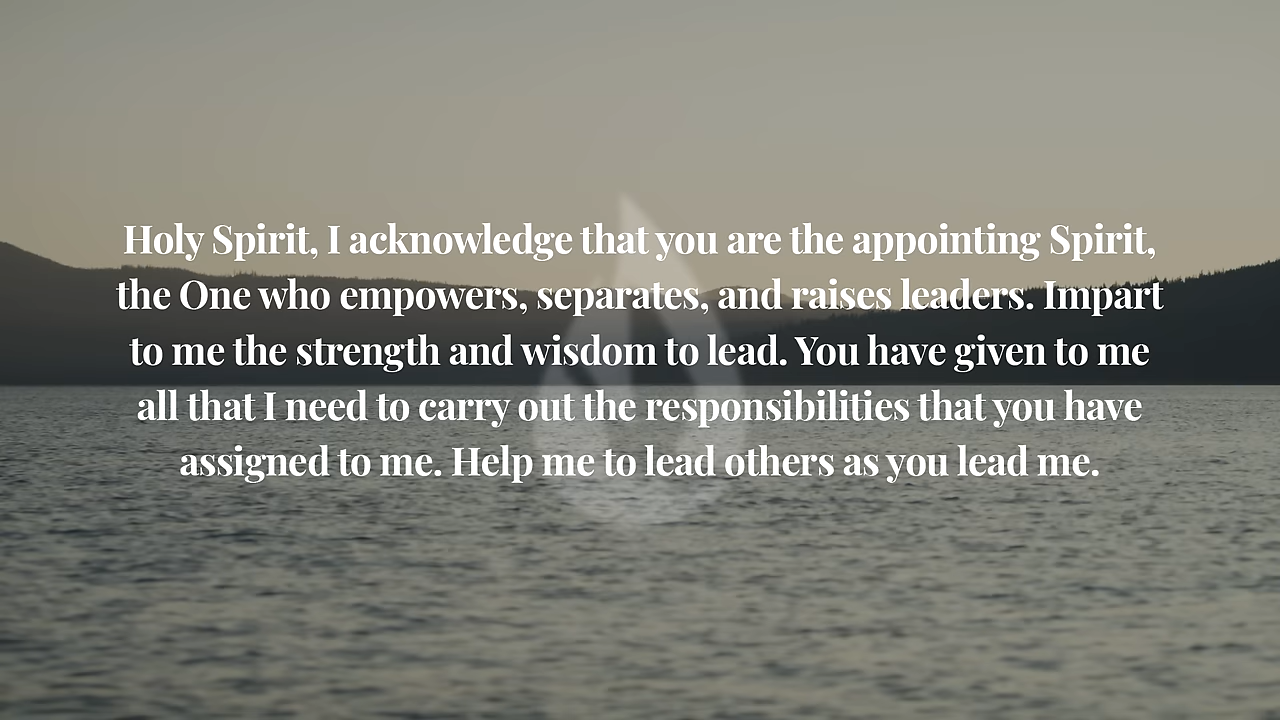 Holy Spirit, I acknowledge that you are the appointing Spirit,
the One who empowers, separates, and raises leaders. Impart
to me the strength and wisdom to lead. You have given to me
all that I need to carry out the responsibilities that you have
assigned to me. Help me to lead others as you lead me.